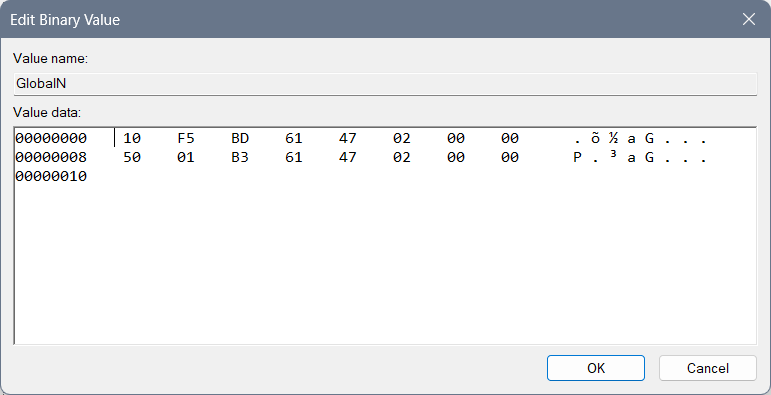 Edit Binary Value
Value name:
GlobalN
Value data:
00000000 10 F5 BD 61 47 02 00 00 . õ ½ a G . . .
00000008 50 01 B3 61 47 02 00 00 P . ³ a G . . .
00000010
OK Cancel